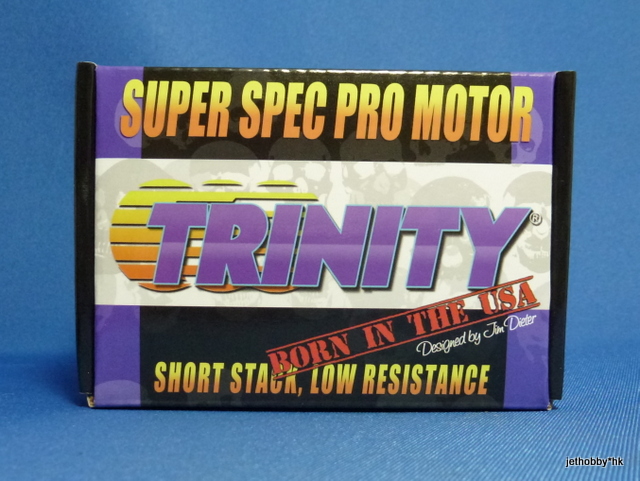 SUPER SPEC PRO MOTOR
TRINITY®
BORN IN THE USA
Designed by Jim Dieter
SHORT STACK, LOW RESISTANCE
jethobby*hk